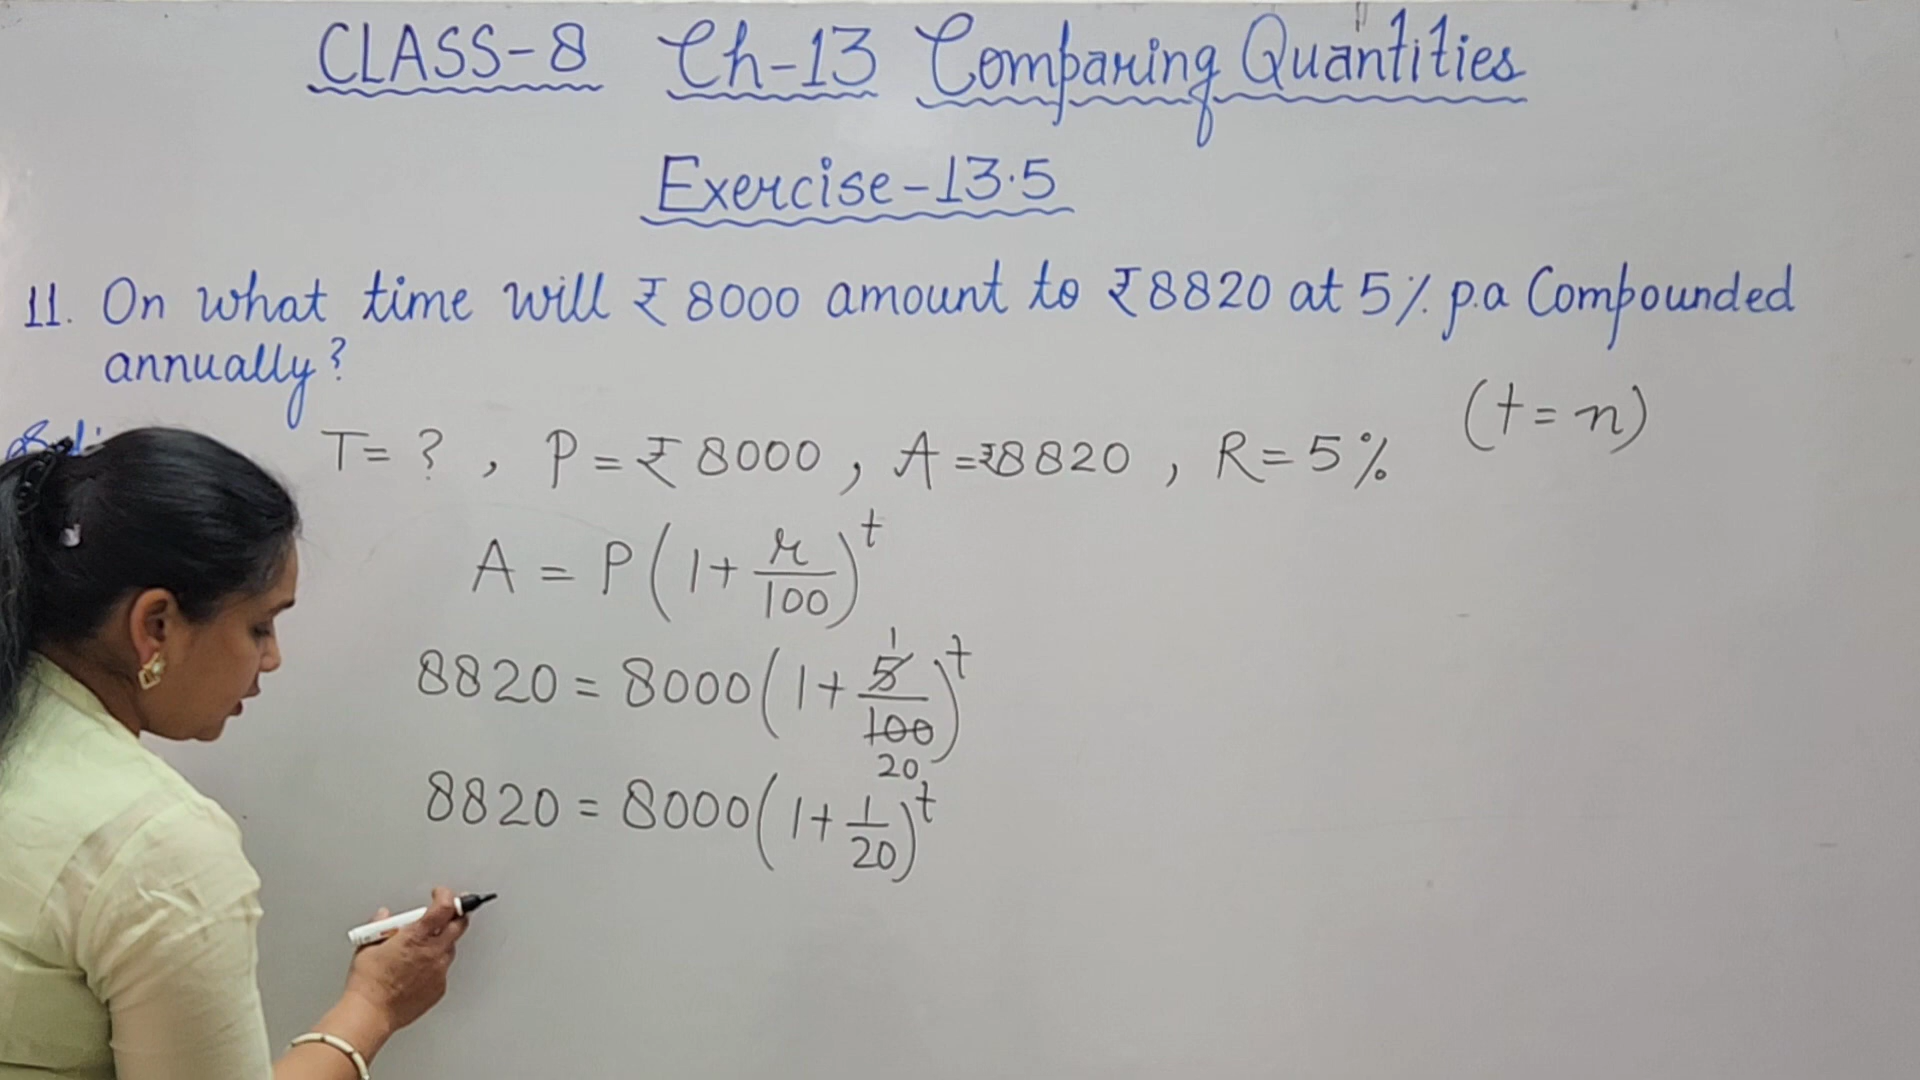 CLASS-8 Ch-13 Comparing Quantities
Exercise-13.5
11. On what time will ₹ 8000 amount to ₹8820 at 5% p.a Compounded
annually?
T= ? , P = ₹ 8000 , A =₹8820 , R = 5% (t = n)
A = P(1+ r/100)^t
8820 = 8000(1+ 5/100)^t 1 20
8820 = 8000(1+ 1/20)^t